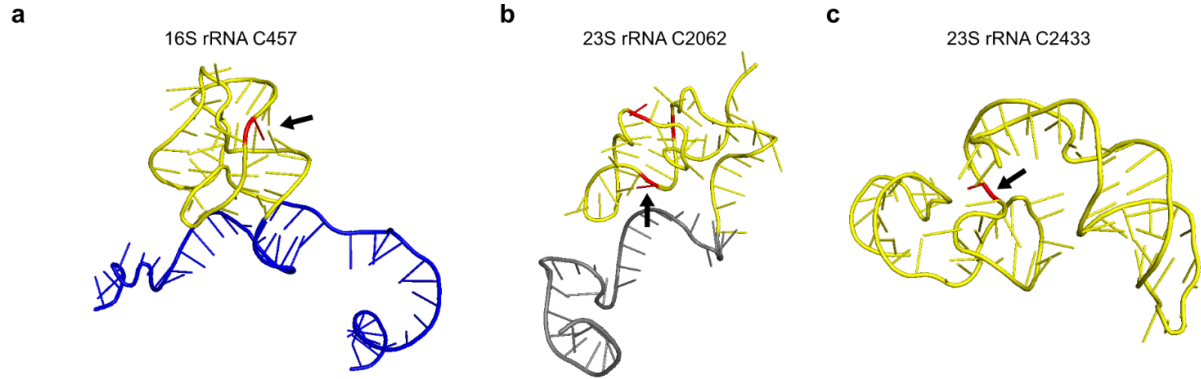 a
16S rRNA C457
b
23S rRNA C2062
c
23S rRNA C2433